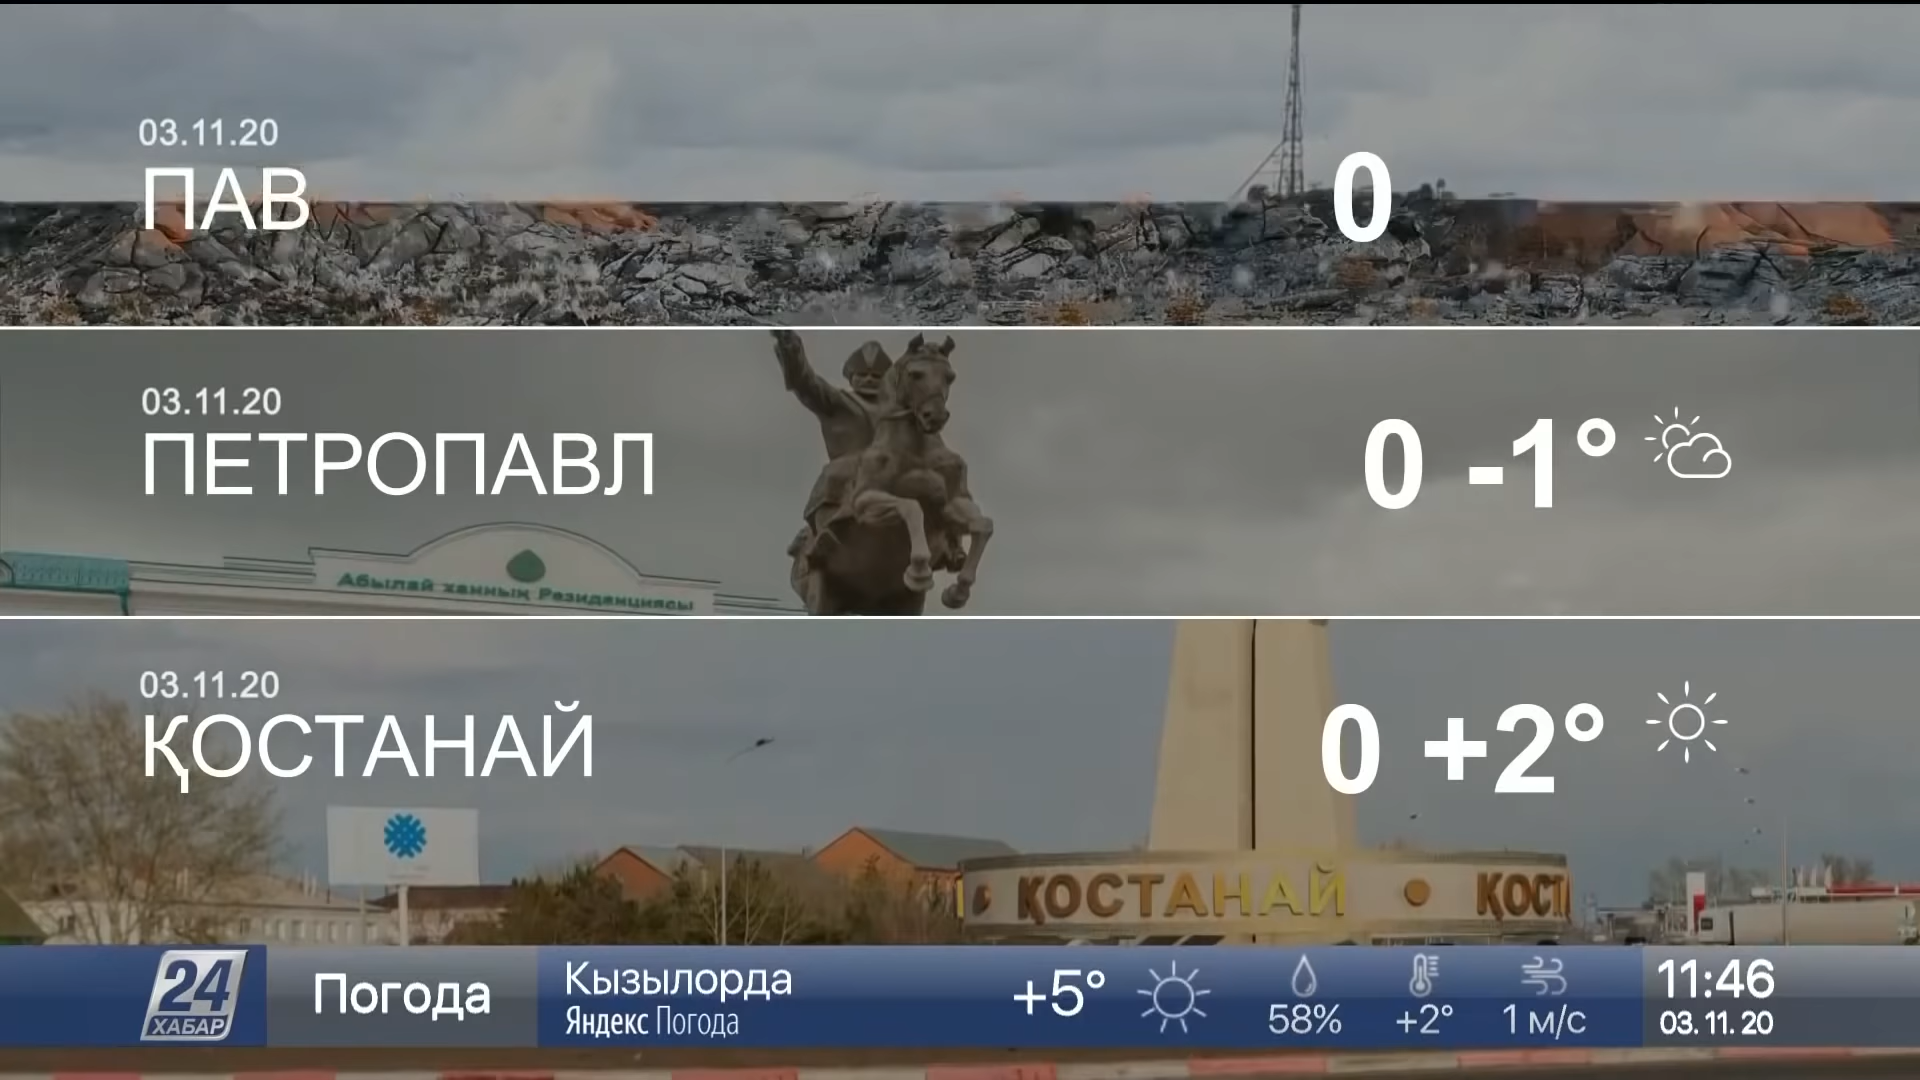 03.11.20
ПАВ
0
03.11.20
ПЕТРОПАВЛ
0 -1°
Абылай ханның Резиденциясы
03.11.20
ҚОСТАНАЙ
0 +2°
ҚОСТАНАЙ ҚОСТ
24
ХАБАР
Погода
Кызылорда
Яндекс Погода
+5°
58%
+2°
1 м/с
11:46
03. 11. 20